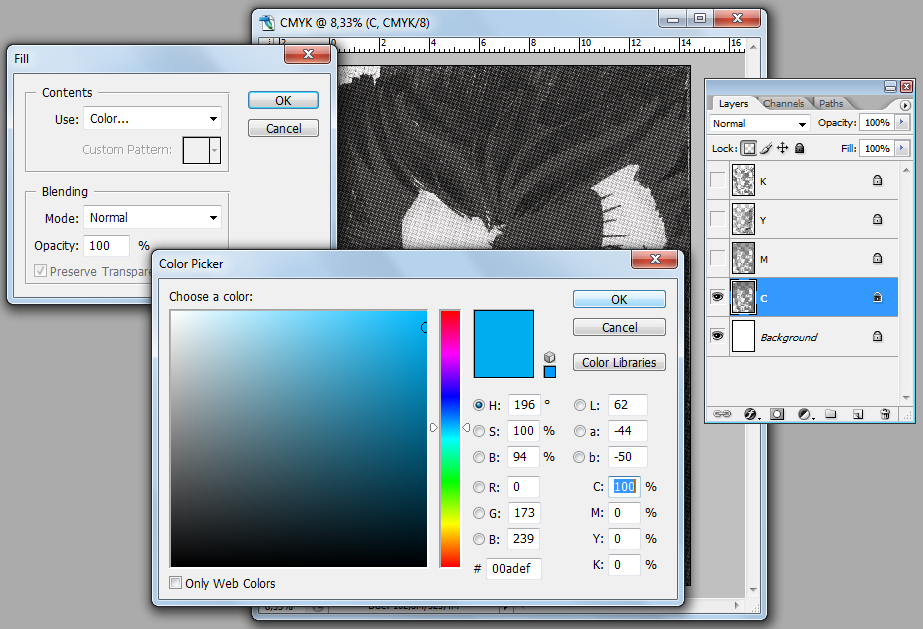 CMYK @ 8,33% (C, CMYK/8)
2 0 2 4 6 8 10 12 14 16
Fill
Contents
Use: Color...
Custom Pattern:
OK
Cancel
Blending
Mode: Normal
Opacity: 100 %
Preserve Transpare
Layers Channels Paths
Normal Opacity: 100%
Lock: Fill: 100%
K
Y
M
C
Background
Color Picker
Choose a color:
OK
Cancel
Color Libraries
H: 196 ° L: 62
S: 100 % a: -44
B: 94 % b: -50
R: 0 C: 100 %
G: 173 M: 0 %
B: 239 Y: 0 %
# 00adef K: 0 %
Only Web Colors